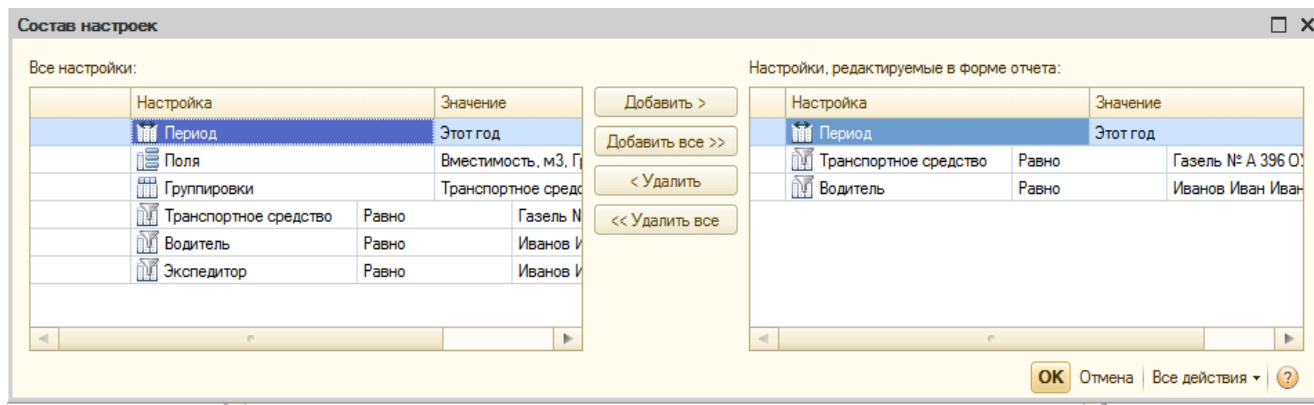 Состав настроек
Все настройки:
Настройки, редактируемые в форме отчета:
Настройка Значение
Период Этот год
Поля Вместимость, м3, Г
Группировки Транспортное средс
Транспортное средство Равно Газель N
Водитель Равно Иванов И
Экспедитор Равно Иванов И
Добавить >
Добавить все >>
< Удалить
<< Удалить все
Настройка Значение
Период Этот год
Транспортное средство Равно Газель № А 396 О
Водитель Равно Иванов Иван Иван
OK Отмена Все действия ?